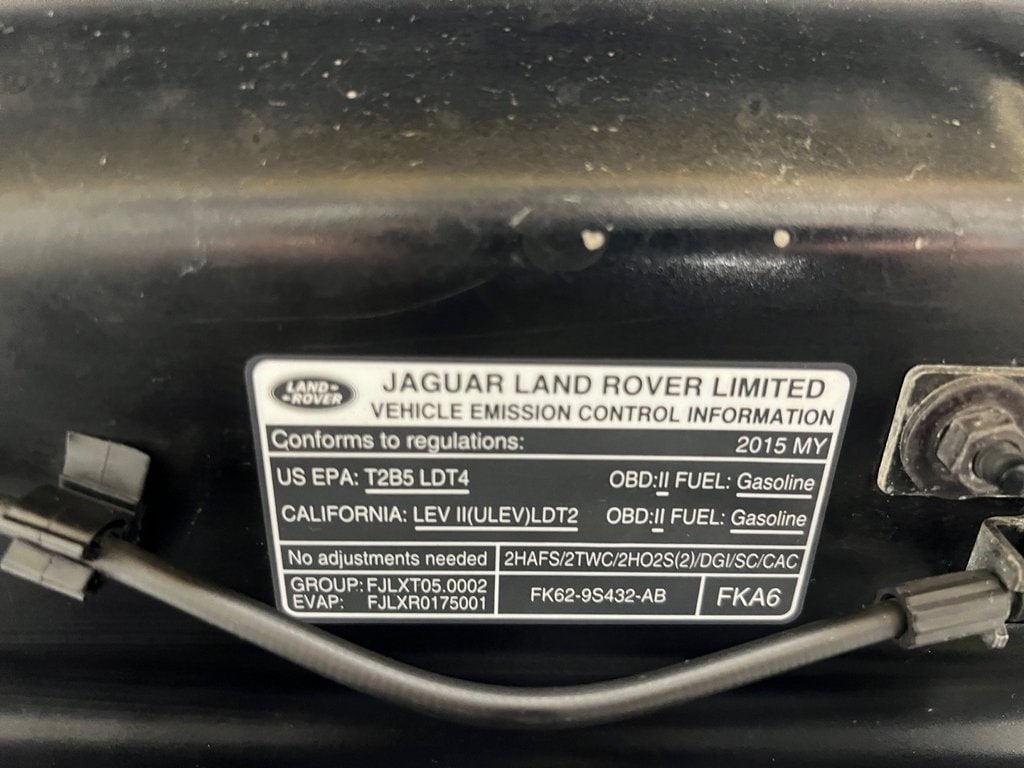 LAND-
-ROVER
JAGUAR LAND ROVER LIMITED
VEHICLE EMISSION CONTROL INFORMATION
Conforms to regulations: 2015 MY
US EPA: T2B5 LDT4 OBD:II FUEL: Gasoline
CALIFORNIA: LEV II(ULEV)LDT2 OBD:II FUEL: Gasoline
No adjustments needed 2HAFS/2TWC/2HO2S(2)/DGI/SC/CAC
GROUP: FJLXT05.0002
EVAP: FJLXR0175001
FK62-9S432-AB FKA6